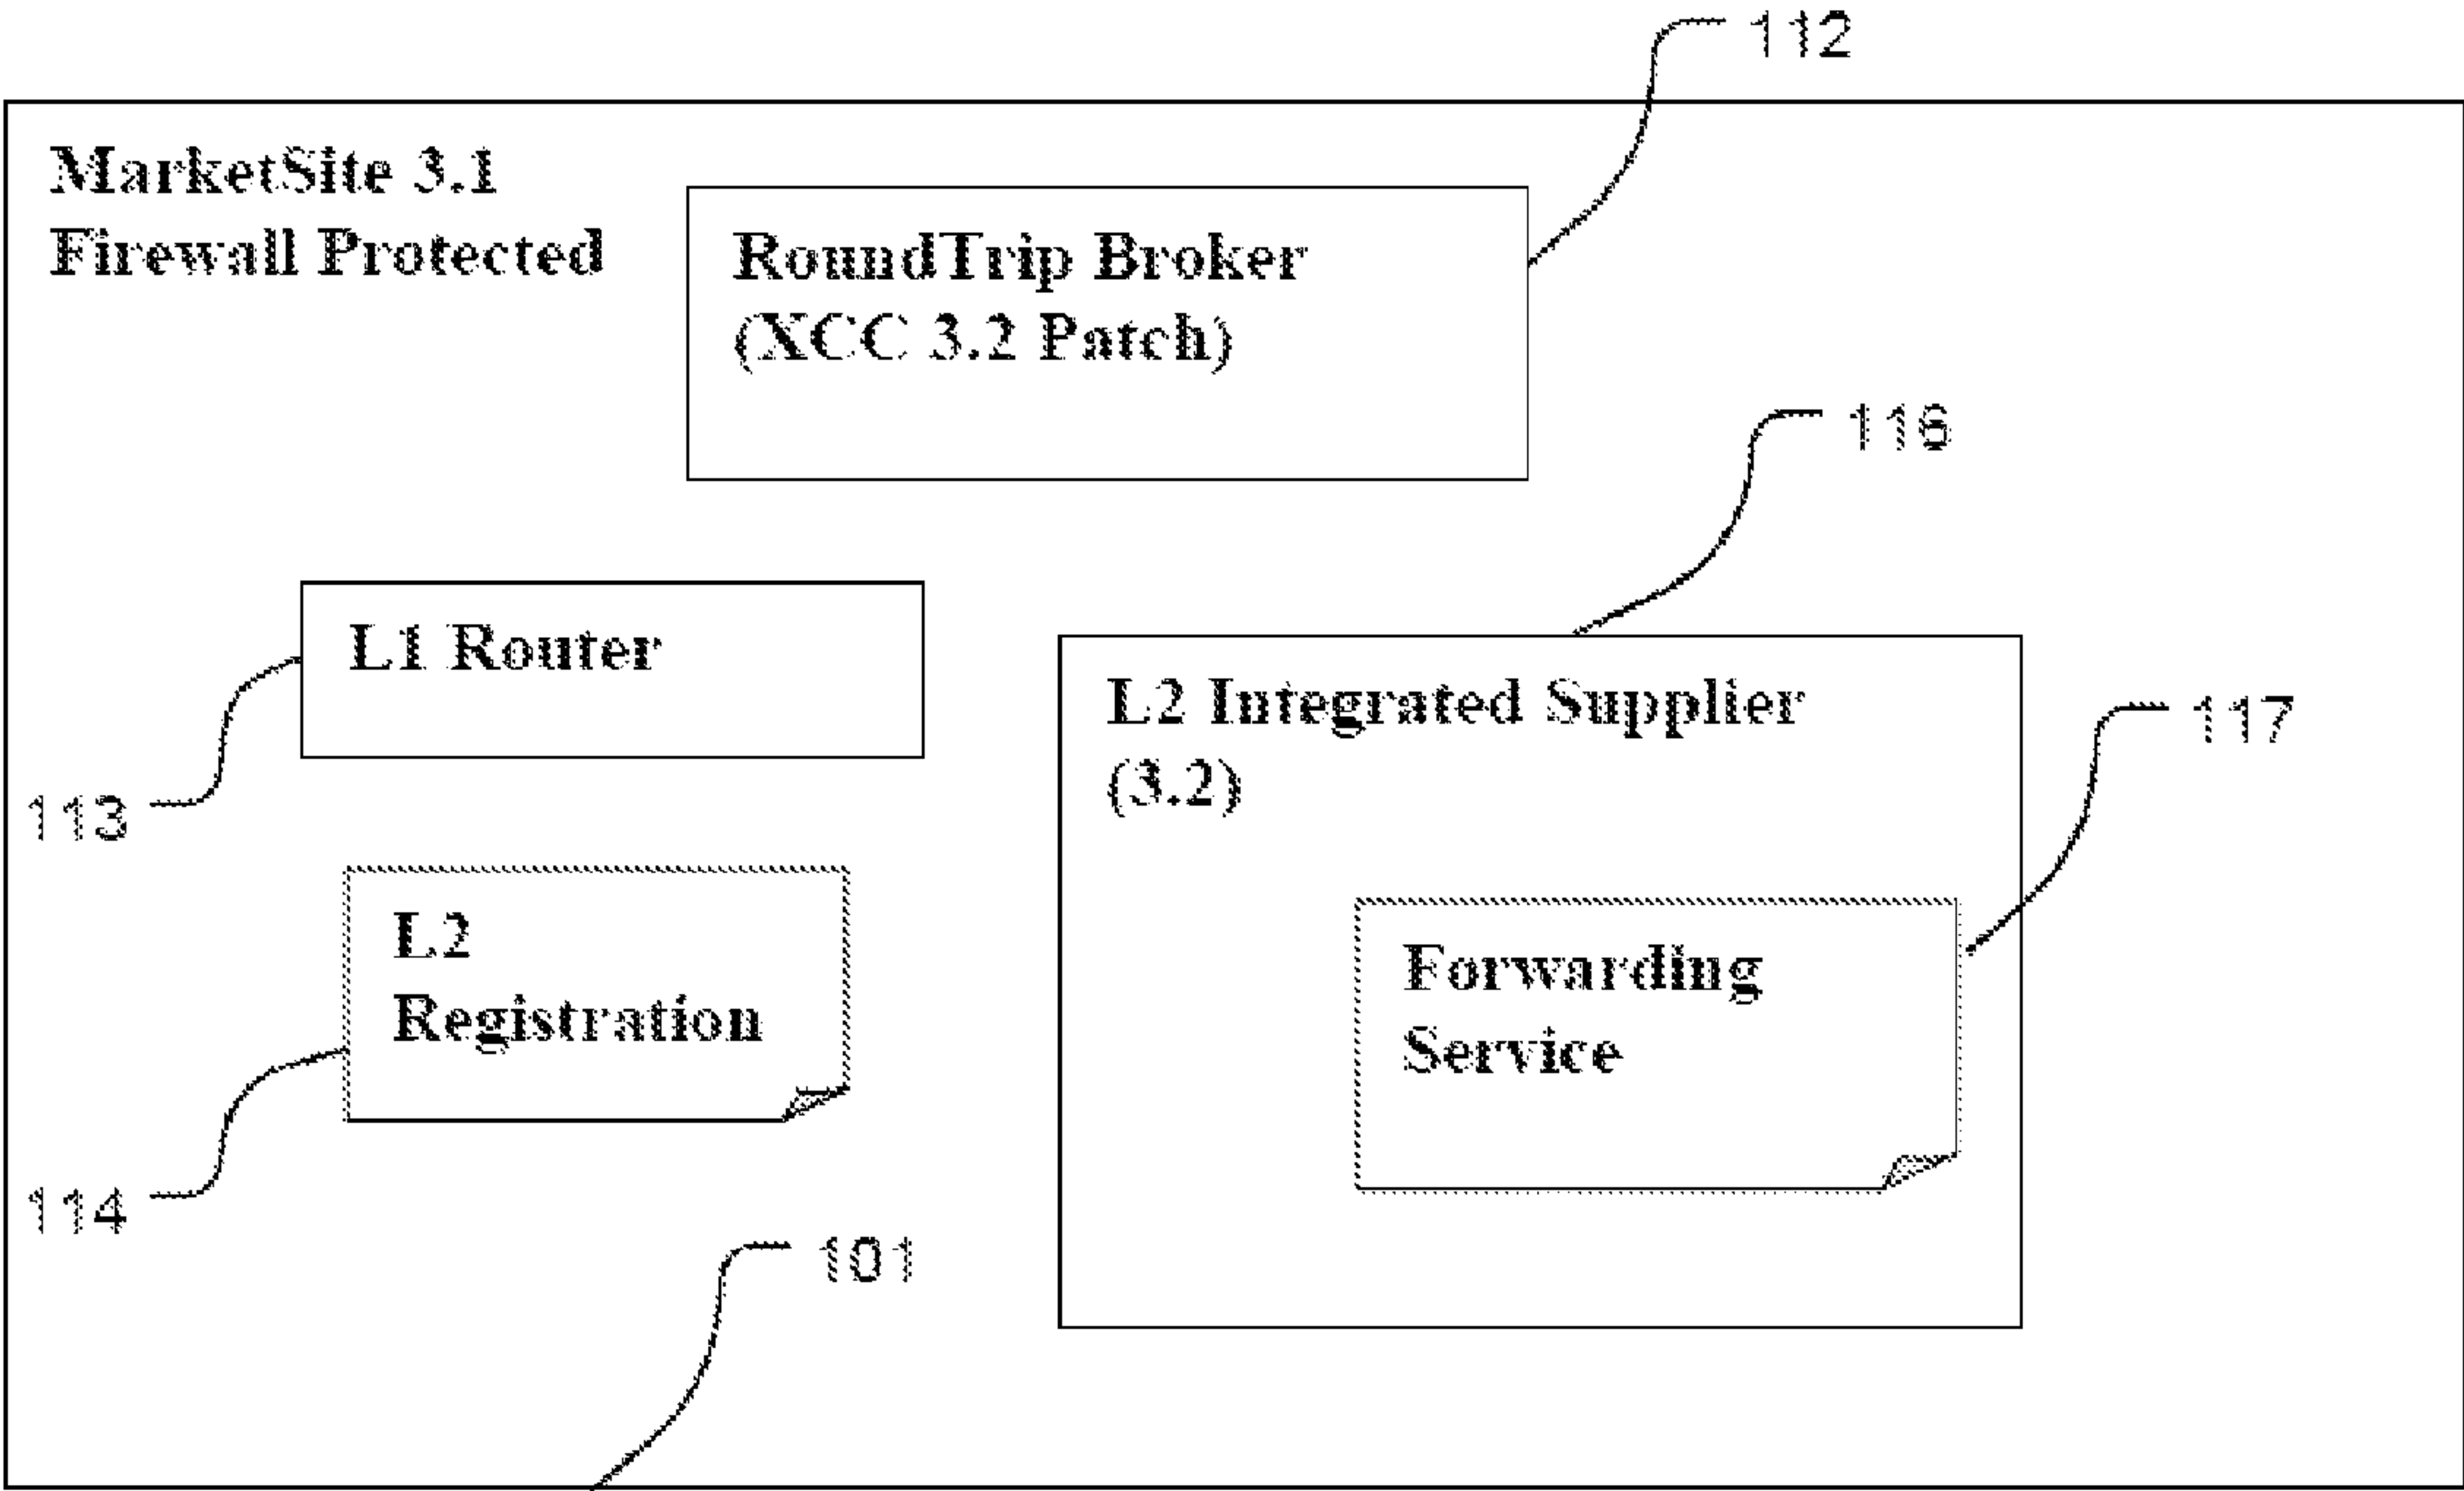 112
MarketSite 3.1
Firewall Protected
RoundTrip Broker
(XCC 3.2 Patch)
116
L1 Router
L2 Integrated Supplier
(3.2)
117
113
L2
Registration
Forwarding
Service
114
101